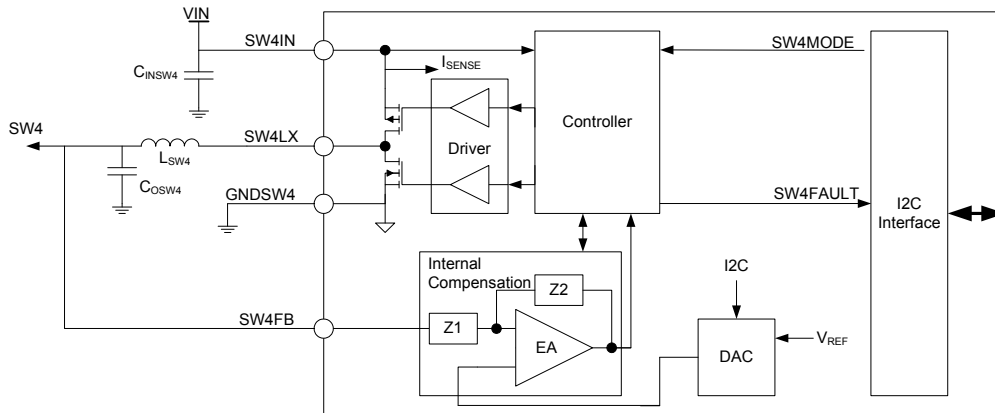 VIN
SW4IN
SW4MODE
CINSW4
ISENSE
SW4
SW4LX
LSW4
COSW4
GNDSW4
Driver
Controller
SW4FAULT
I2C
Interface
Internal
Compensation
Z2
I2C
SW4FB
Z1
EA
DAC
VREF